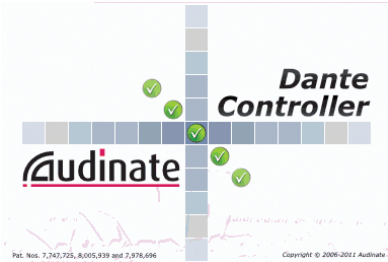 Dante
Controller
Audinate
Pat. Nos. 7,747,725, 8,005,939 and 7,978,696
Copyright © 2006-2011 Audinate